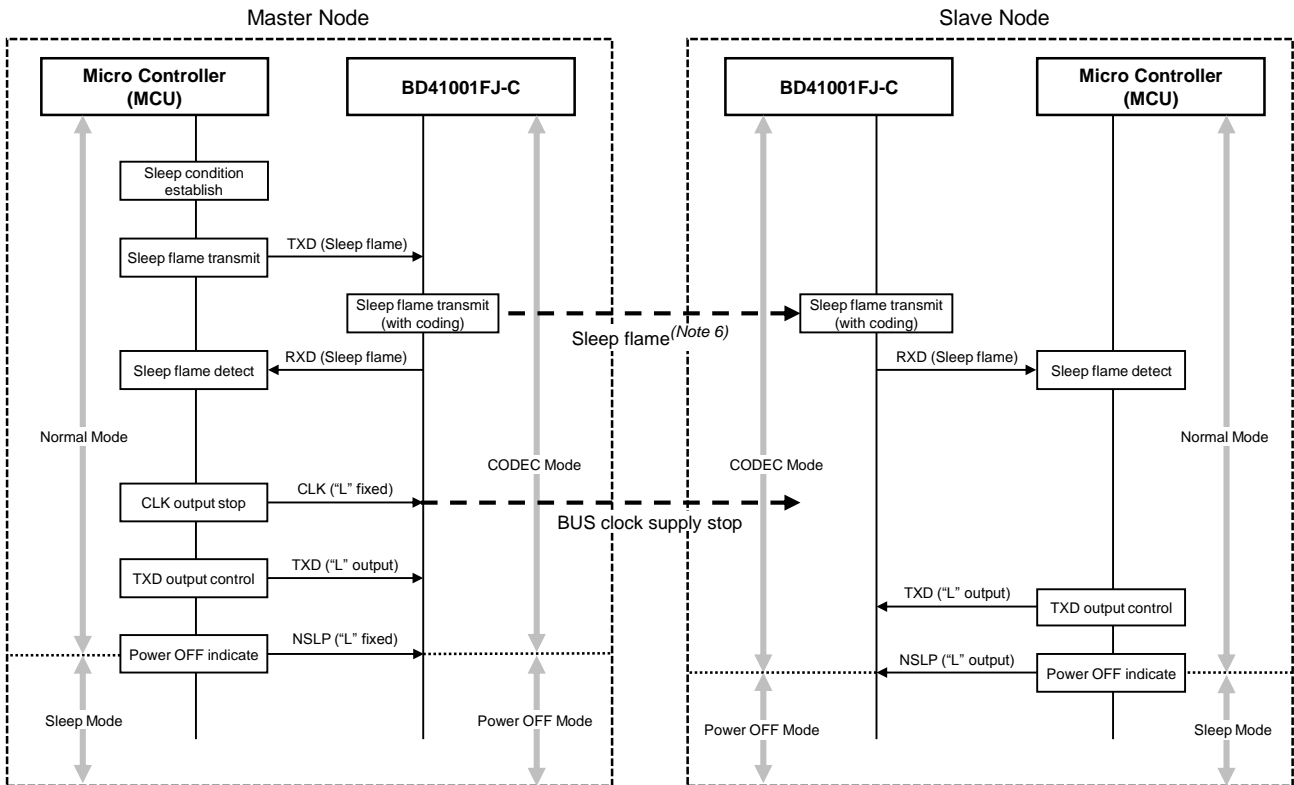 Master Node
Slave Node
Micro Controller
(MCU)
BD41001FJ-C
BD41001FJ-C
Micro Controller
(MCU)
Sleep condition
establish
Sleep flame transmit
TXD (Sleep flame)
Sleep flame transmit
(with coding)
Sleep flame(Note 6)
Sleep flame transmit
(with coding)
Sleep flame detect
RXD (Sleep flame)
RXD (Sleep flame)
Sleep flame detect
Normal Mode
CODEC Mode
CODEC Mode
Normal Mode
CLK output stop
CLK (“L” fixed)
BUS clock supply stop
TXD output control
TXD (“L” output)
TXD (“L” output)
TXD output control
Power OFF indicate
NSLP (“L” fixed)
NSLP (“L” output)
Power OFF indicate
Sleep Mode
Power OFF Mode
Power OFF Mode
Sleep Mode